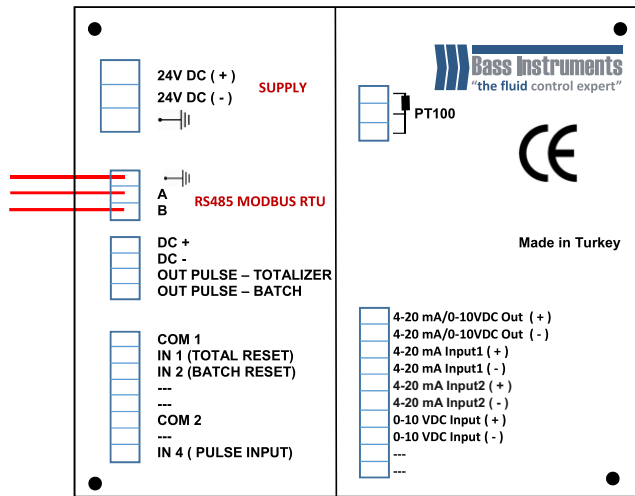 24V DC ( + )
24V DC ( - )
SUPPLY
A
B
RS485 MODBUS RTU
DC +
DC -
OUT PULSE – TOTALIZER
OUT PULSE – BATCH
COM 1
IN 1 (TOTAL RESET)
IN 2 (BATCH RESET)
---
---
COM 2
---
IN 4 ( PULSE INPUT)
Bass Instruments
“the fluid control expert”
PT100
CE
Made in Turkey
4-20 mA/0-10VDC Out ( + )
4-20 mA/0-10VDC Out ( - )
4-20 mA Input1 ( + )
4-20 mA Input1 ( - )
4-20 mA Input2 ( + )
4-20 mA Input2 ( - )
0-10 VDC Input ( + )
0-10 VDC Input ( - )
---
---